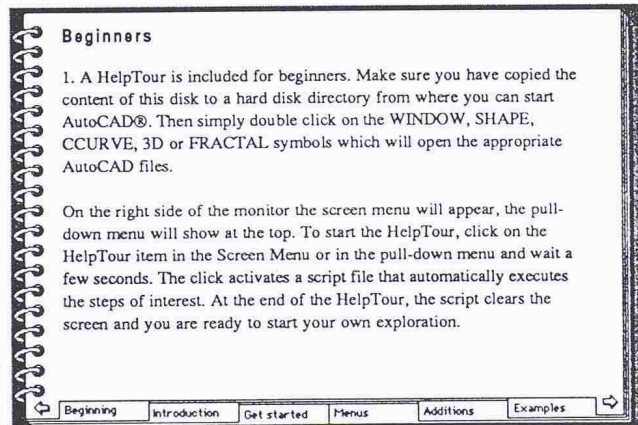 Beginners
1. A HelpTour is included for beginners. Make sure you have copied the
content of this disk to a hard disk directory from where you can start
AutoCAD®. Then simply double click on the WINDOW, SHAPE,
CCURVE, 3D or FRACTAL symbols which will open the appropriate
AutoCAD files.
On the right side of the monitor the screen menu will appear, the pull-
down menu will show at the top. To start the HelpTour, click on the
HelpTour item in the Screen Menu or in the pull-down menu and wait a
few seconds. The click activates a script file that automatically executes
the steps of interest. At the end of the HelpTour, the script clears the
screen and you are ready to start your own exploration.
Beginning Introduction Get started Menus Additions Examples